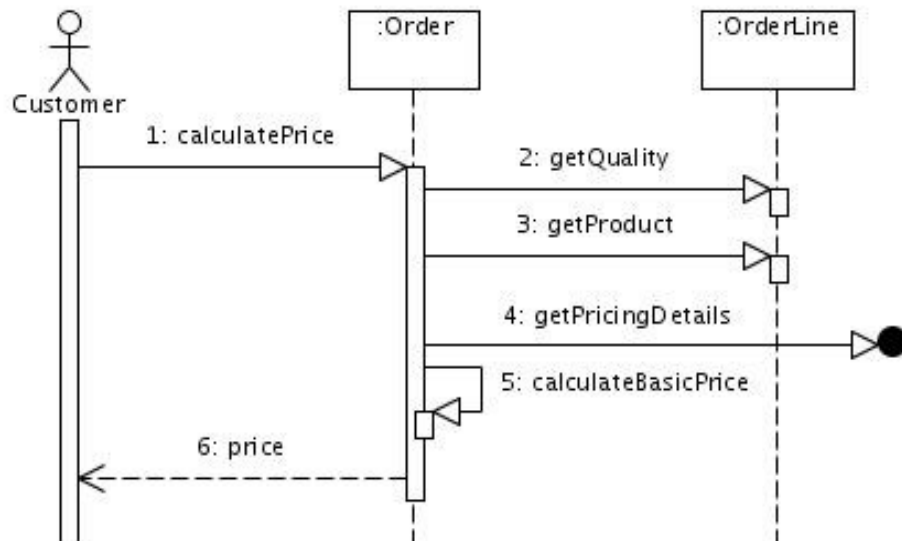 :Order
:OrderLine
Customer
1: calculatePrice
2: getQuality
3: getProduct
4: getPricingDetails
5: calculateBasicPrice
6: price